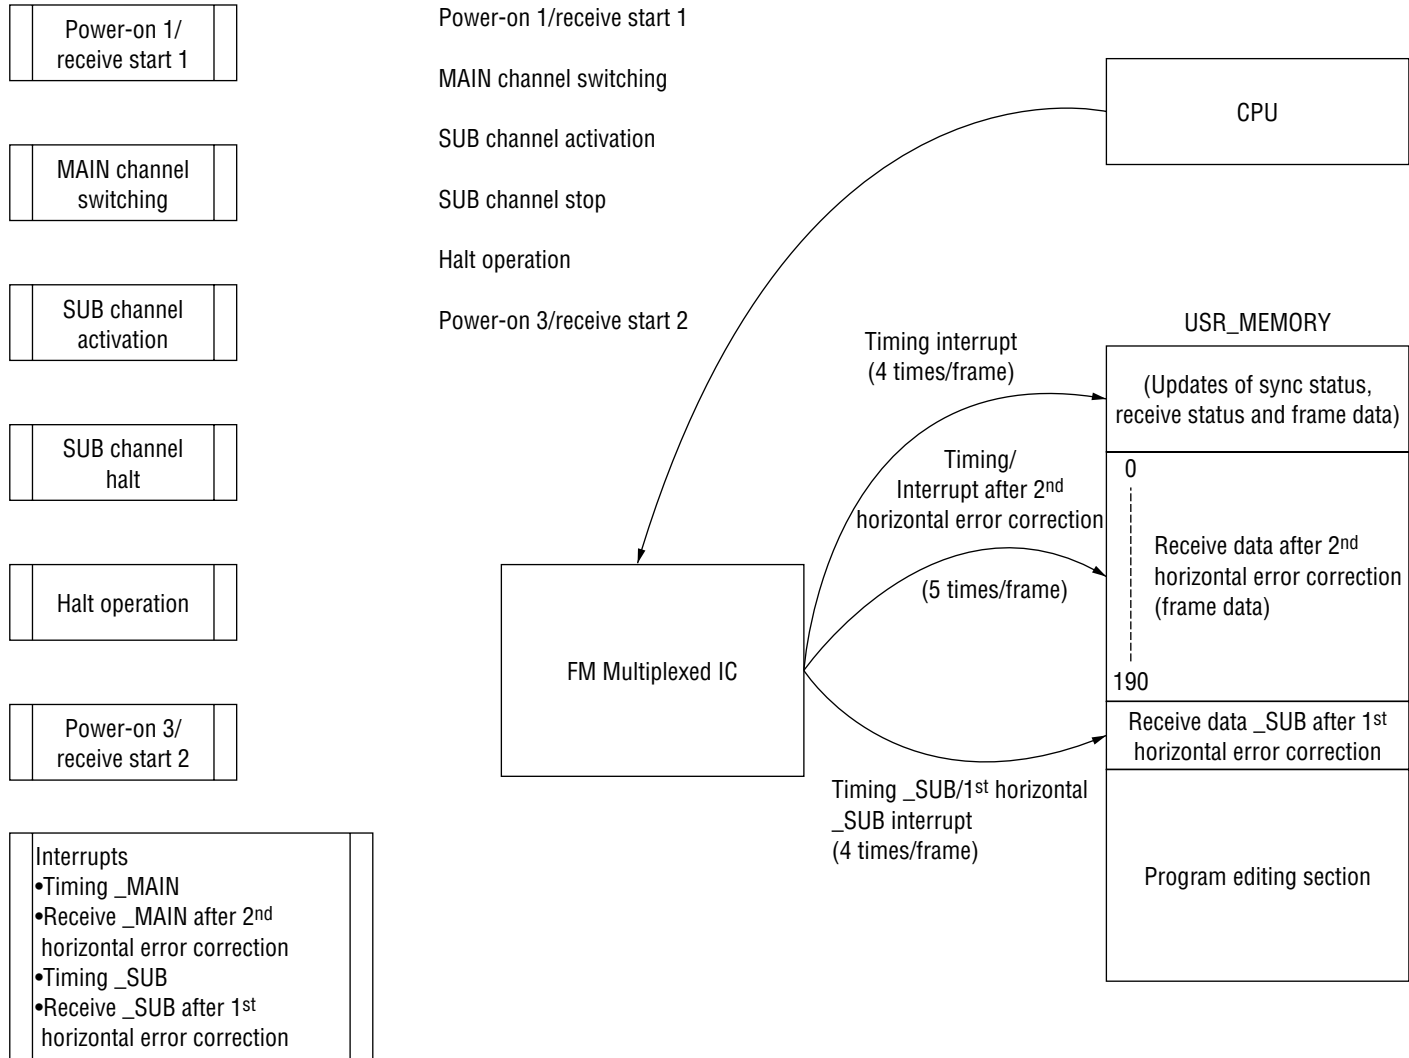 Power-on 1/
receive start 1
MAIN channel
switching
SUB channel
activation
SUB channel
halt
Halt operation
Power-on 3/
receive start 2
Interrupts
•Timing _MAIN
•Receive _MAIN after 2nd
horizontal error correction
•Timing _SUB
•Receive _SUB after 1st
horizontal error correction
Power-on 1/receive start 1
MAIN channel switching
SUB channel activation
SUB channel stop
Halt operation
Power-on 3/receive start 2
CPU
FM Multiplexed IC
Timing interrupt
(4 times/frame)
Timing/
Interrupt after 2nd
horizontal error correction
(5 times/frame)
Timing _SUB/1st horizontal
_SUB interrupt
(4 times/frame)
USR_MEMORY
(Updates of sync status,
receive status and frame data)
0
Receive data after 2nd
horizontal error correction
(frame data)
190
Receive data _SUB after 1st
horizontal error correction
Program editing section